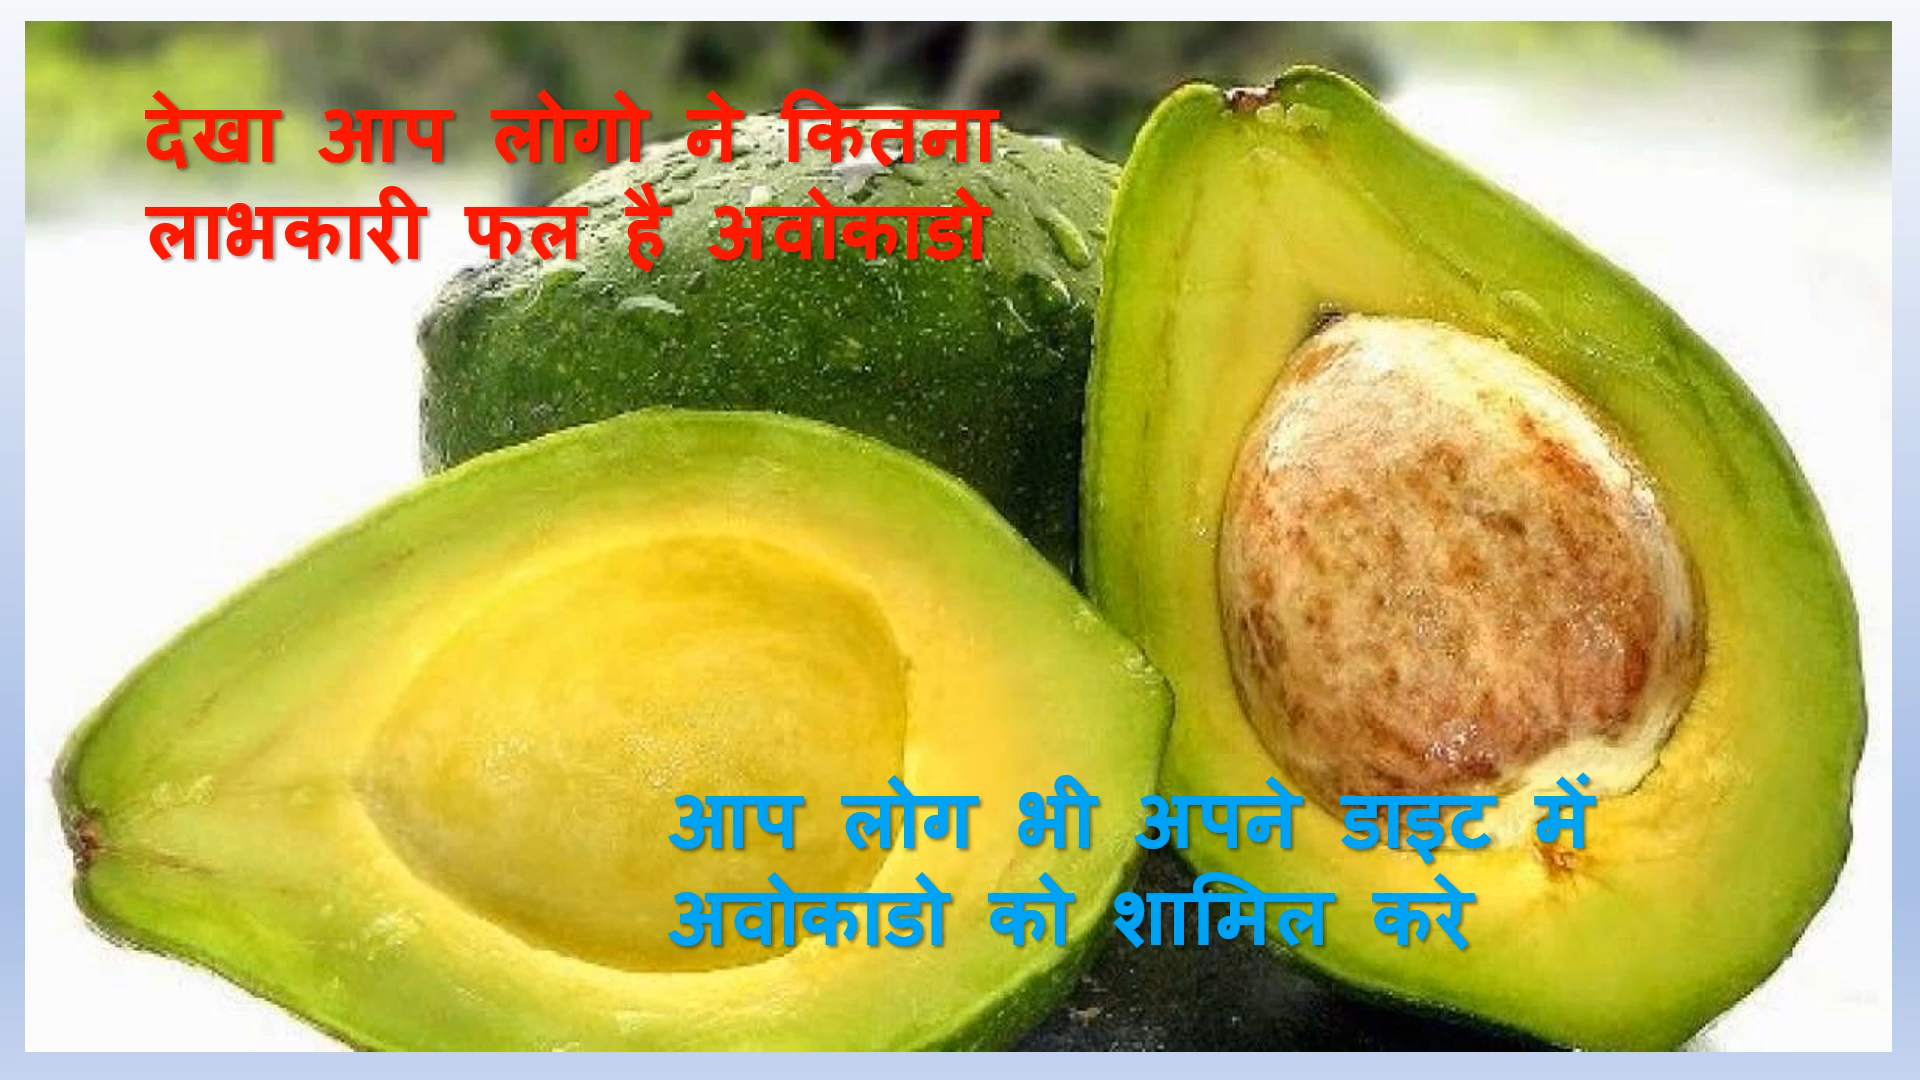 देखा आप लोगो ने कितना
लाभकारी फल है अवोकाडो
आप लोग भी अपने डाइट में
अवोकाडो को शामिल करे